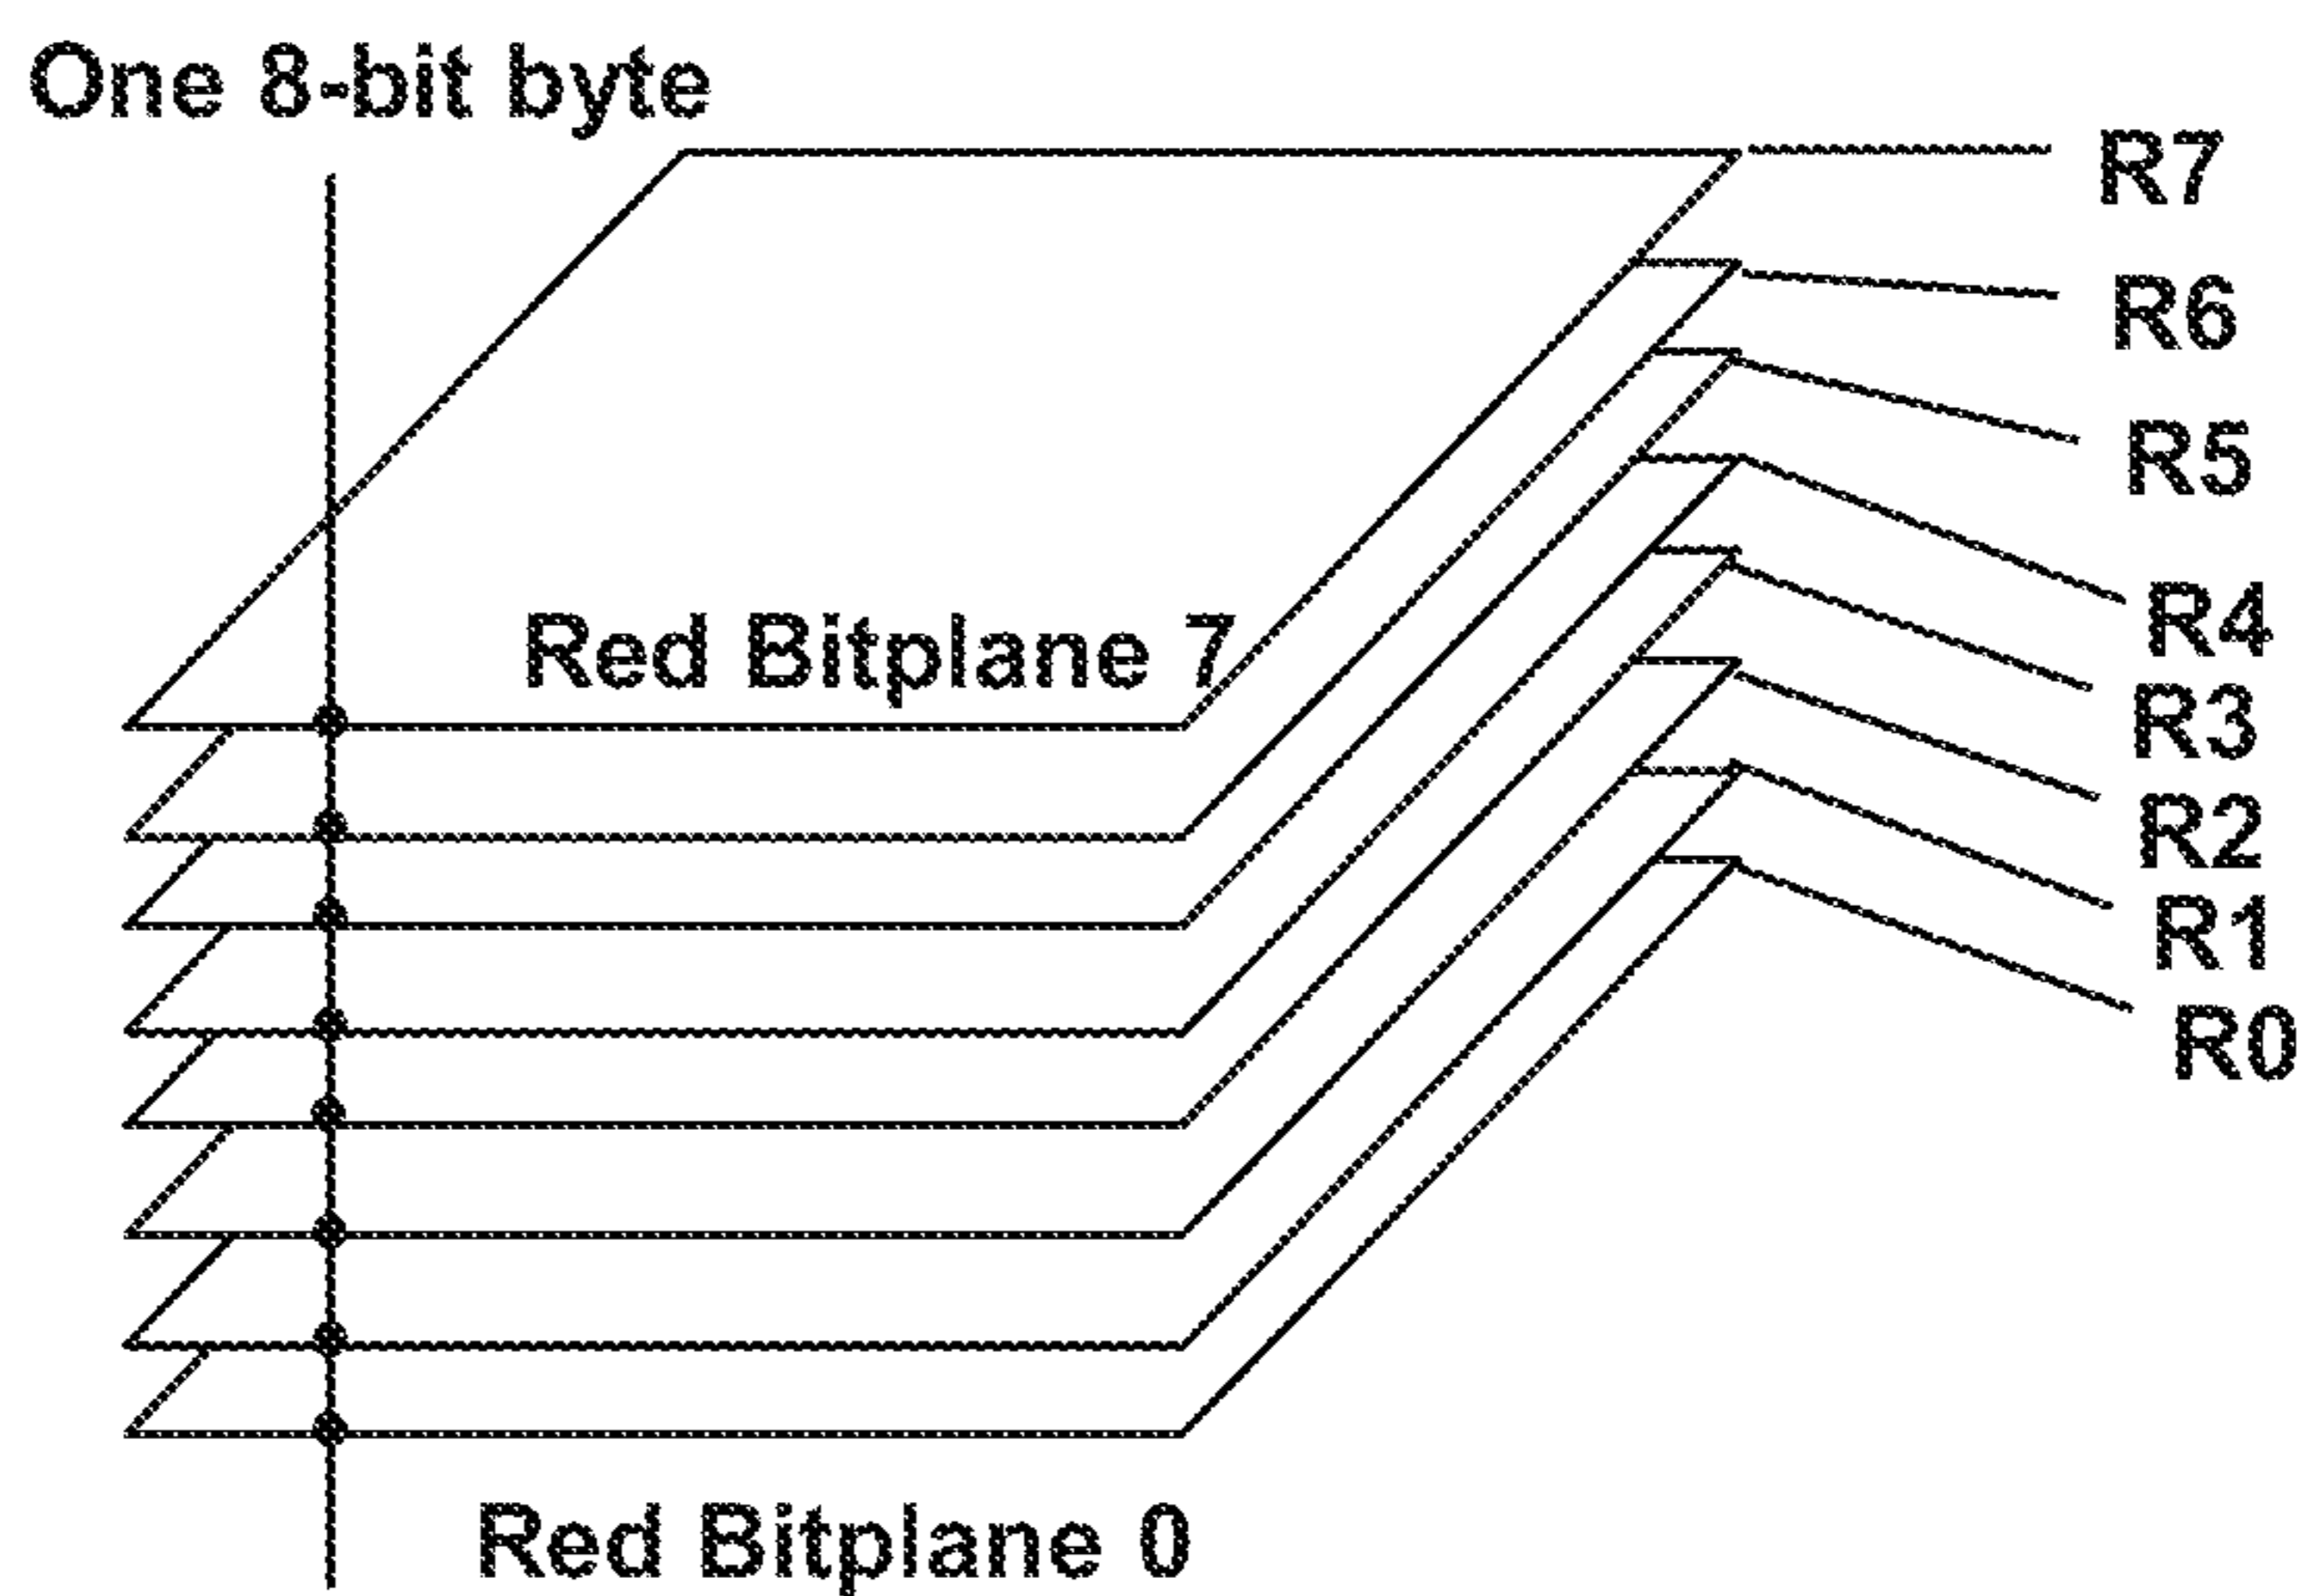 One 8-bit byte
R7
R6
R5
R4
Red Bitplane 7
R3
R2
R1
R0
Red Bitplane 0